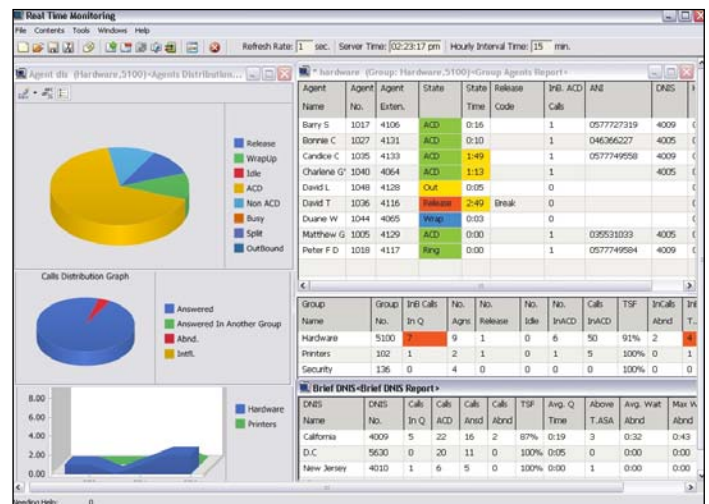 Real Time Monitoring
File Contents Tools Windows Help
Refresh Rate: 1 sec. Server Time: 02:23:17 pm Hourly Interval Time: 15 min.
Agent dis (Hardware,5100)<Agents Distribution...
Release
WrapUp
Idle
ACD
Non ACD
Busy
Split
OutBound
Calls Distribution Graph
Answered
Answered In Another Group
Abnd.
Intfl.
8.00
6.00
4.00
2.00
0.00
Hardware
Printers
* hardware (Group: Hardware,5100)<Group Agents Report>
Agent Agent Agent State State Release InB. ACD ANI DNIS
Name No. Exten. Time Code Calls
Barry S 1017 4106 ACD 0:16 1 0577727319 4009
Bonnie C 1027 4131 ACD 0:10 1 046366227 4005
Candice C 1035 4133 ACD 1:49 1 0577749558 4009
Charlene G 1040 4064 ACD 1:13 1 4005
David L 1048 4128 Out 0:05 0
David T 1036 4116 Release 2:49 Break 0
Duane W 1044 4065 Wrap 0:03 0
Matthew G 1005 4129 ACD 0:00 1 035531033 4005
Peter F D 1018 4117 Ring 0:00 1 0577749584 4009
Group Group InB Calls No. No. No. No. Calls TSF InCalls
Name No. In Q Agns Release Idle InACD InACD Abnd T..
Hardware 5100 7 9 1 0 6 50 91% 2 4
Printers 102 1 2 1 0 1 5 100% 0 1
Security 136 0 4 0 0 0 0 100% 0 0
Brief DNIS<Brief DNIS Report>
DNIS DNIS Calls Calls Calls Calls TSF Avg. Q Above Avg. Wait Max W
Name No. In Q ACD Ansd Abnd Time T.ASA Abnd Abnd
California 4009 5 22 16 2 87% 0:19 3 0:32 0:43
D.C 5630 0 20 11 0 100% 0:05 0 0:00 0:00
New Jersey 4010 1 6 5 0 100% 0:00 1 0:00 0:00
Needing Help: 0